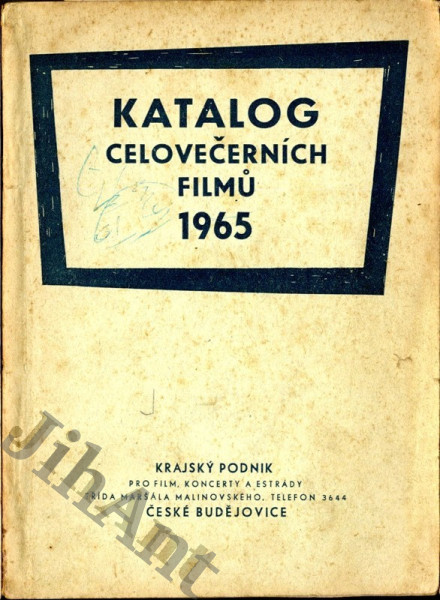 KATALOG
CELOVEČERNÍCH
FILMŮ
1965
KRAJSKÝ PODNIK
PRO FILM, KONCERTY A ESTRÁDY
TŘÍDA MARŠÁLA MALINOVSKÉHO, TELEFON 3644
ČESKÉ BUDĚJOVICE
JihAnt